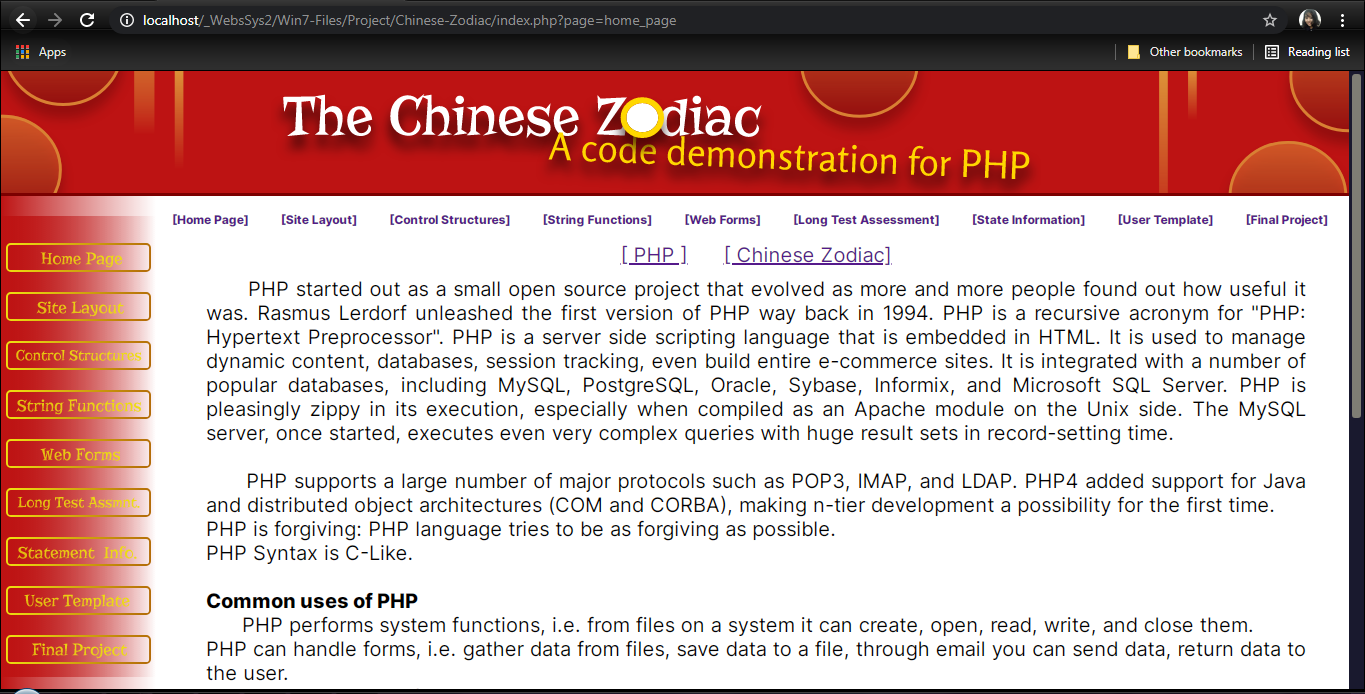 localhost/_WebsSys2/Win7-Files/Project/Chinese-Zodiac/index.php?page=home_page
Apps
Other bookmarks
Reading list
The Chinese Zodiac
A code demonstration for PHP
[Home Page] [Site Layout] [Control Structures] [String Functions] [Web Forms] [Long Test Assessment] [State Information] [User Template] [Final Project]
Home Page
Site Layout
Control Structures
String Functions
Web Forms
Long Test Assmnt.
Statement Info.
User Template
Final Project
[ PHP ] [ Chinese Zodiac]
PHP started out as a small open source project that evolved as more and more people found out how useful it
was. Rasmus Lerdorf unleashed the first version of PHP way back in 1994. PHP is a recursive acronym for "PHP:
Hypertext Preprocessor". PHP is a server side scripting language that is embedded in HTML. It is used to manage
dynamic content, databases, session tracking, even build entire e-commerce sites. It is integrated with a number of
popular databases, including MySQL, PostgreSQL, Oracle, Sybase, Informix, and Microsoft SQL Server. PHP is
pleasingly zippy in its execution, especially when compiled as an Apache module on the Unix side. The MySQL
server, once started, executes even very complex queries with huge result sets in record-setting time.
PHP supports a large number of major protocols such as POP3, IMAP, and LDAP. PHP4 added support for Java
and distributed object architectures (COM and CORBA), making n-tier development a possibility for the first time.
PHP is forgiving: PHP language tries to be as forgiving as possible.
PHP Syntax is C-Like.
Common uses of PHP
PHP performs system functions, i.e. from files on a system it can create, open, read, write, and close them.
PHP can handle forms, i.e. gather data from files, save data to a file, through email you can send data, return data to
the user.